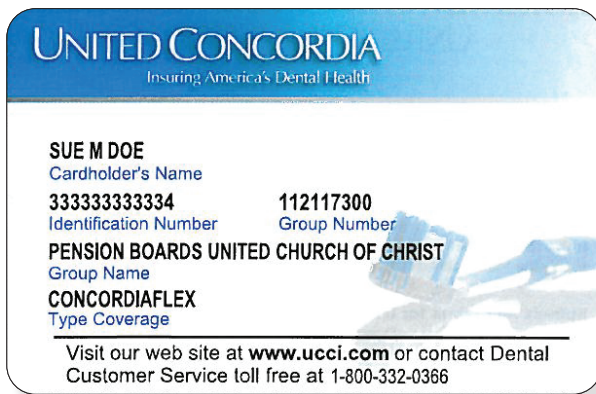 UNITED CONCORDIA
Insuring America's Dental Health
SUE M DOE
Cardholder's Name
333333333334 112117300
Identification Number Group Number
PENSION BOARDS UNITED CHURCH OF CHRIST
Group Name
CONCORDIAFLEX
Type Coverage
Visit our web site at www.ucci.com or contact Dental
Customer Service toll free at 1-800-332-0366